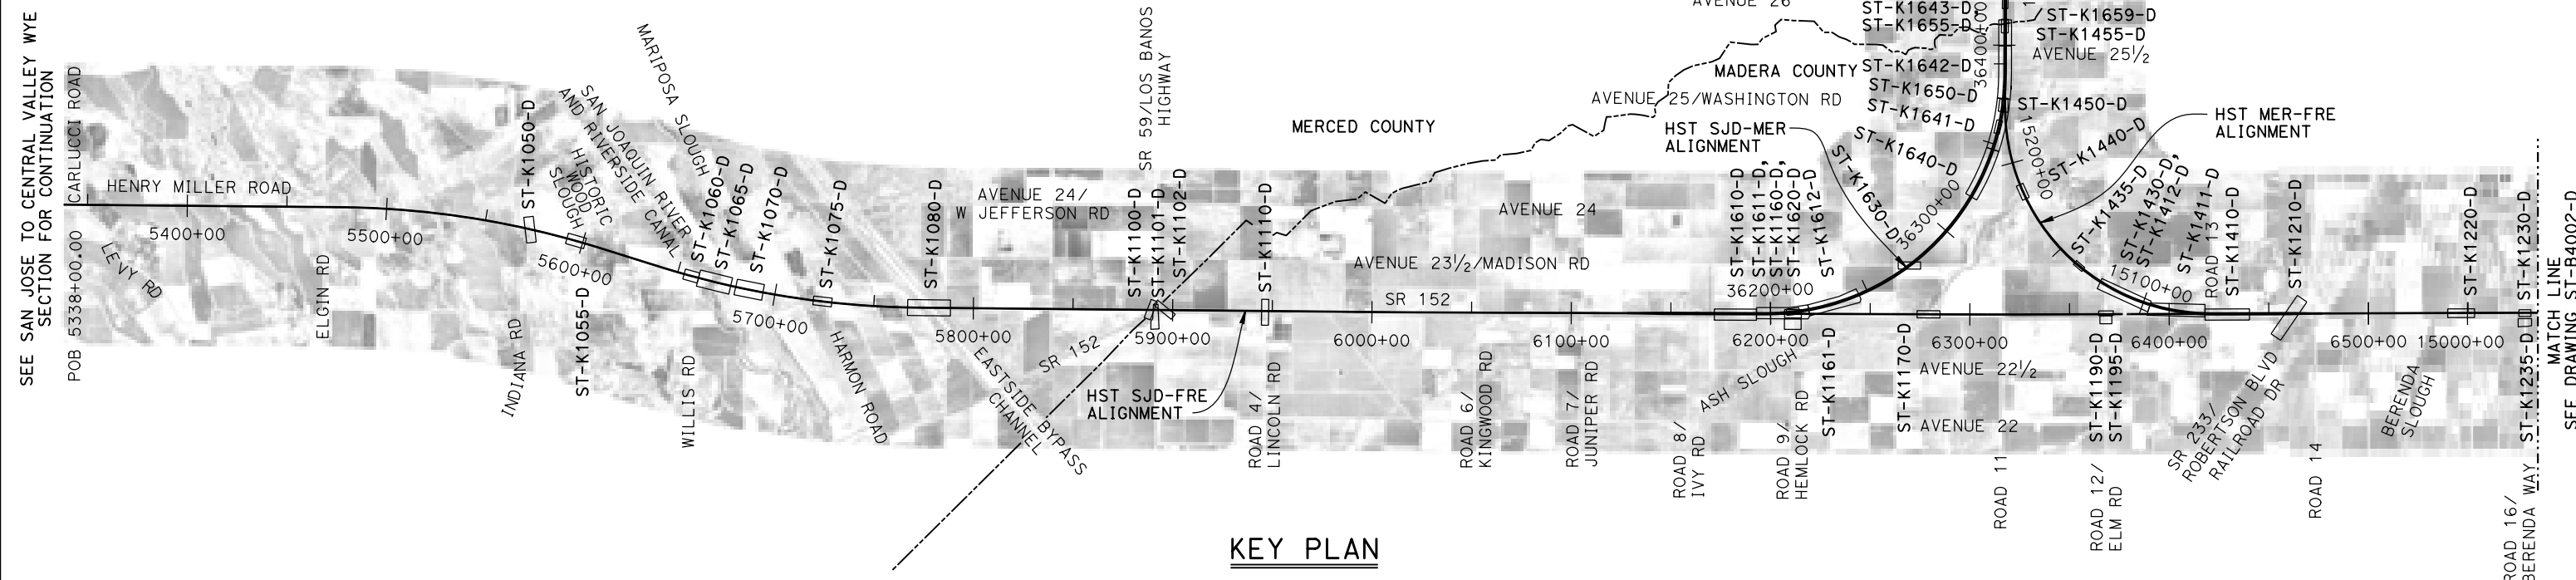 SEE SAN JOSE TO CENTRAL VALLEY WYE
SECTION FOR CONTINUATION
CARLUCCI ROAD
POB 5338+00.00
HENRY MILLER ROAD
5400+00
LEVY RD
ELGIN RD
5500+00
INDIANA RD
ST-K1050-D
HISTORIC
WOOD
SLOUGH
5600+00
ST-K1055-D
SAN JOAQUIN RIVER
AND RIVERSIDE CANAL
MARIPOSA SLOUGH
WILLIS RD
ST-K1060-D
ST-K1065-D
ST-K1070-D
5700+00
ST-K1075-D
HARMON ROAD
ST-K1080-D
5800+00
EASTSIDE BYPASS
CHANNEL
AVENUE 24/
W JEFFERSON RD
SR 59/LOS BANOS
HIGHWAY
ST-K1100-D
ST-K1101-D
ST-K1102-D
SR 152
5900+00
HST SJD-FRE
ALIGNMENT
ST-K1110-D
ROAD 4/
LINCOLN RD
MERCED COUNTY
MADERA COUNTY
AVENUE 26
AVENUE 25/WASHINGTON RD
AVENUE 24
AVENUE 23½/MADISON RD
SR 152
6000+00
ROAD 6/
KINGWOOD RD
6100+00
ROAD 7/
JUNIPER RD
ROAD 8/
IVY RD
HST SJD-MER
ALIGNMENT
ST-K1610-D
ST-K1611-D,
ST-K1160-D,
ST-K1620-D
ST-K1612-D
36200+00
6200+00
ASH SLOUGH
ROAD 9/
HEMLOCK RD
ST-K1161-D
ST-K1170-D
ST-K1630-D
36300+00
ST-K1640-D
ST-K1641-D
ST-K1650-D
ST-K1642-D
ST-K1643-D,
ST-K1655-D
36400+00
ST-K1659-D
ST-K1455-D
AVENUE 25½
ST-K1450-D
15200+00
ST-K1440-D
HST MER-FRE
ALIGNMENT
ST-K1435-D
ST-K1430-D,
ST-K1412-D
ST-K1411-D
ROAD 13
ST-K1410-D
15100+00
6300+00
AVENUE 22½
AVENUE 22
ROAD 11
ST-K1190-D
ST-K1195-D
ROAD 12/
ELM RD
6400+00
SR 233/
ROBERTSON BLVD
RAILROAD DR
ST-K1210-D
ROAD 14
6500+00
BERENDA
SLOUGH
ST-K1220-D
15000+00
ST-K1230-D
ST-K1235-D
ROAD 16/
BERENDA WAY
MATCH LINE
KEY PLAN